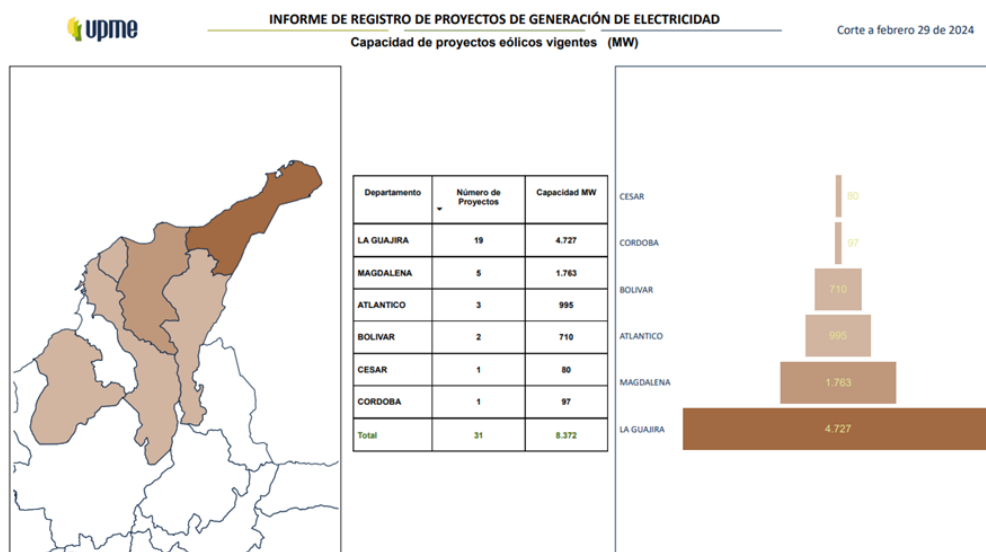 upme
INFORME DE REGISTRO DE PROYECTOS DE GENERACIÓN DE ELECTRICIDAD
Capacidad de proyectos eólicos vigentes (MW)
Corte a febrero 29 de 2024
Departamento Número de Proyectos Capacidad MW
LA GUAJIRA 19 4.727
MAGDALENA 5 1.763
ATLANTICO 3 995
BOLIVAR 2 710
CESAR 1 80
CORDOBA 1 97
Total 31 8.372
CESAR 80
CORDOBA 97
BOLIVAR 710
ATLANTICO 995
MAGDALENA 1.763
LA GUAJIRA 4.727